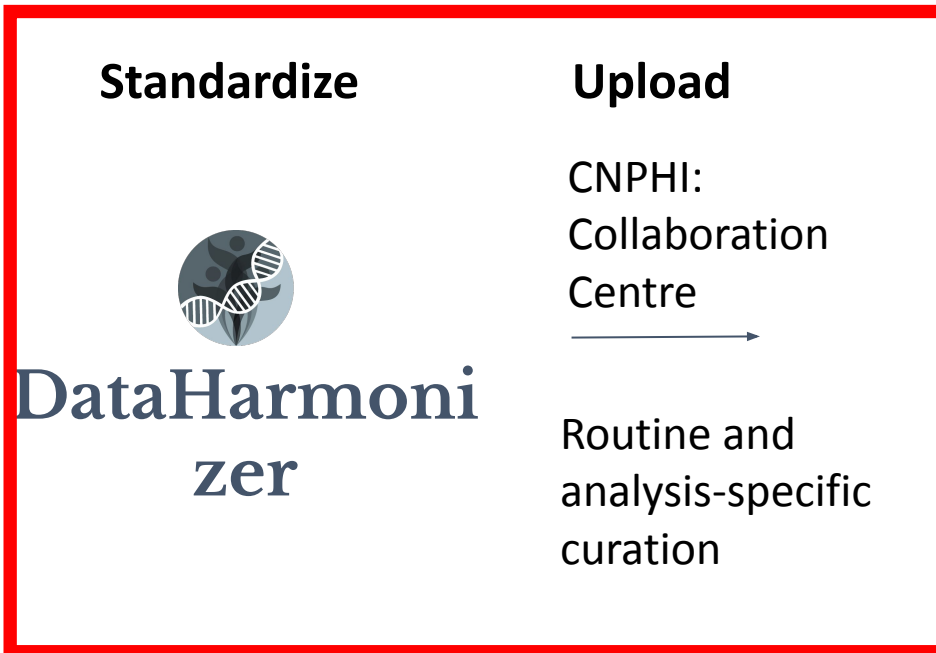 Standardize
DataHarmoni
zer
Upload
CNPHI:
Collaboration
Centre
Routine and
analysis-specific
curation